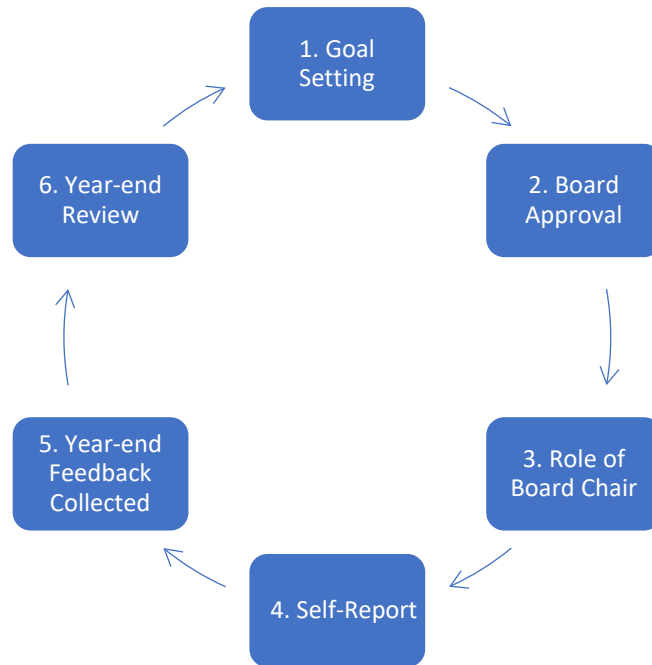 1. Goal
Setting
2. Board
Approval
3. Role of
Board Chair
4. Self-Report
5. Year-end
Feedback
Collected
6. Year-end
Review